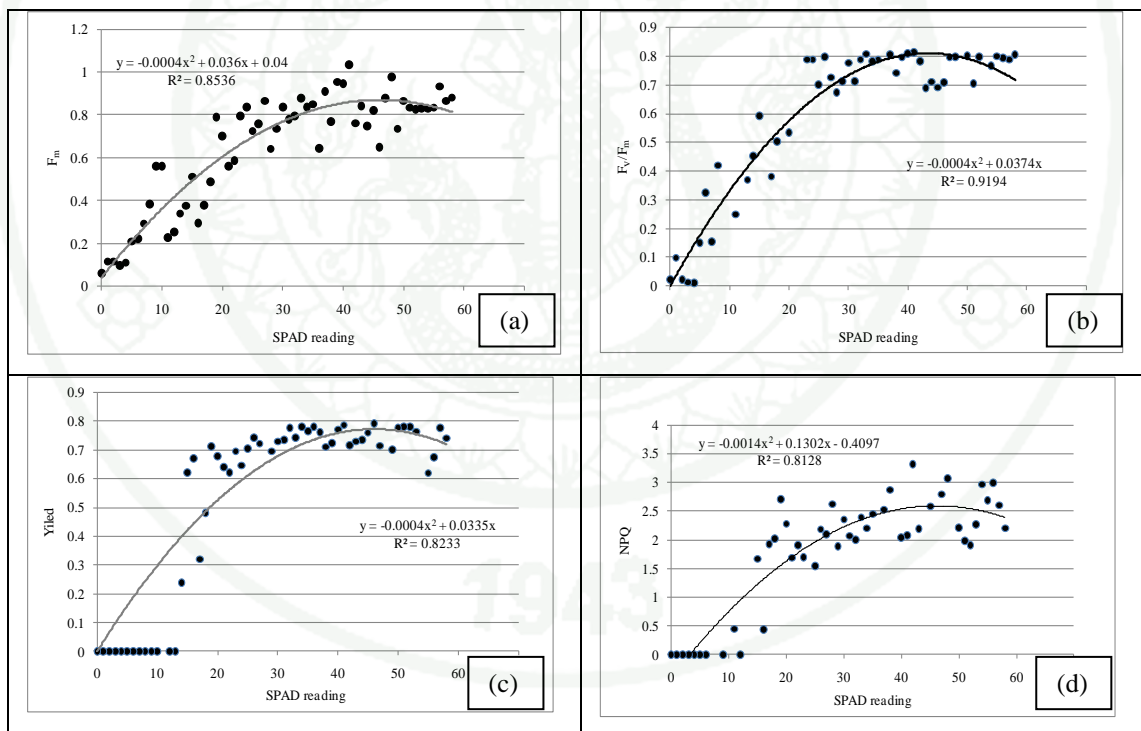 1.2
1
0.8
0.6
0.4
0.2
0
Fm
y = -0.0004x² + 0.036x + 0.04
R² = 0.8536
0 10 20 30 40 50 60
SPAD reading
(a)
0.9
0.8
0.7
0.6
0.5
0.4
0.3
0.2
0.1
0
Fv/Fm
y = -0.0004x² + 0.0374x
R² = 0.9194
0 10 20 30 40 50 60
SPAD reading
(b)
0.9
0.8
0.7
0.6
0.5
0.4
0.3
0.2
0.1
0
Yiled
y = -0.0004x² + 0.0335x
R² = 0.8233
0 10 20 30 40 50 60
SPAD reading
(c)
4
3.5
3
2.5
2
1.5
1
0.5
0
NPQ
y = -0.0014x² + 0.1302x - 0.4097
R² = 0.8128
0 10 20 30 40 50 60
SPAD reading
(d)
1943